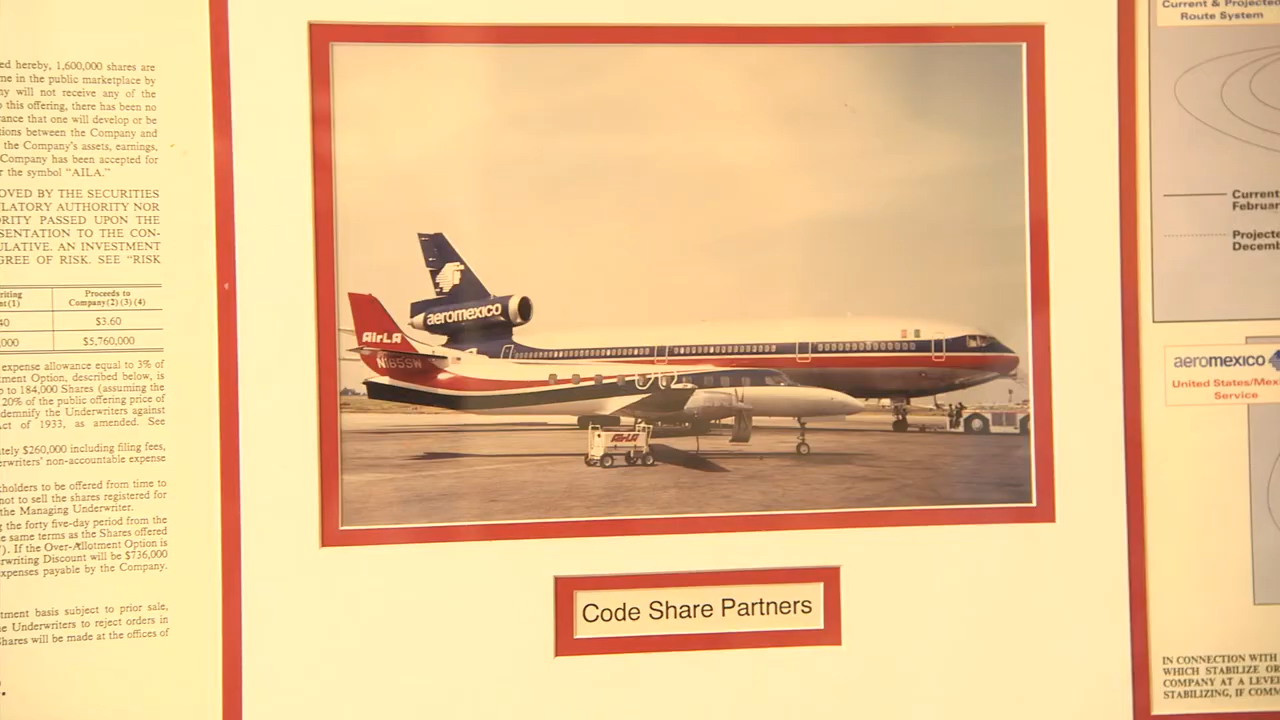 ed hereby, 1,600,000 shares are
me in the public marketplace by
ny will not receive any of the
o this offering, there has been no
rance that one will develop or be
tions between the Company and
the Company's assets, earnings,
Company has been accepted for
r the symbol “AILA.”
OVED BY THE SECURITIES
LATORY AUTHORITY NOR
RITY PASSED UPON THE
SENTATION TO THE CON-
ULATIVE. AN INVESTMENT
GREE OF RISK. SEE “RISK
riting Proceeds to
nt(1) Company(2)(3)(4)
40 $3.60
000 $5,760,000
expense allowance equal to 3% of
tment Option, described below, is
p to 184,000 Shares (assuming the
20% of the public offering price of
demnify the Underwriters against
Act of 1933, as amended. See
tely $260,000 including filing fees,
erwriters' non-accountable expense
ckholders to be offered from time to
not to sell the shares registered for
the Managing Underwriter.
g the forty five-day period from the
e same terms as the Shares offered
”). If the Over-Allotment Option is
rwriting Discount will be $736,000
xpenses payable by the Company.
tment basis subject to prior sale,
he Underwriters to reject orders in
Shares will be made at the offices of
aeromexico
AirLA
N165SW
AirLA
Code Share Partners
Current & Projected
Route System
Current
Februar
Projecte
Decemb
aeromexico
United States/Mex
Service
IN CONNECTION WITH
WHICH STABILIZE OR
COMPANY AT A LEVE
STABILIZING, IF COMM